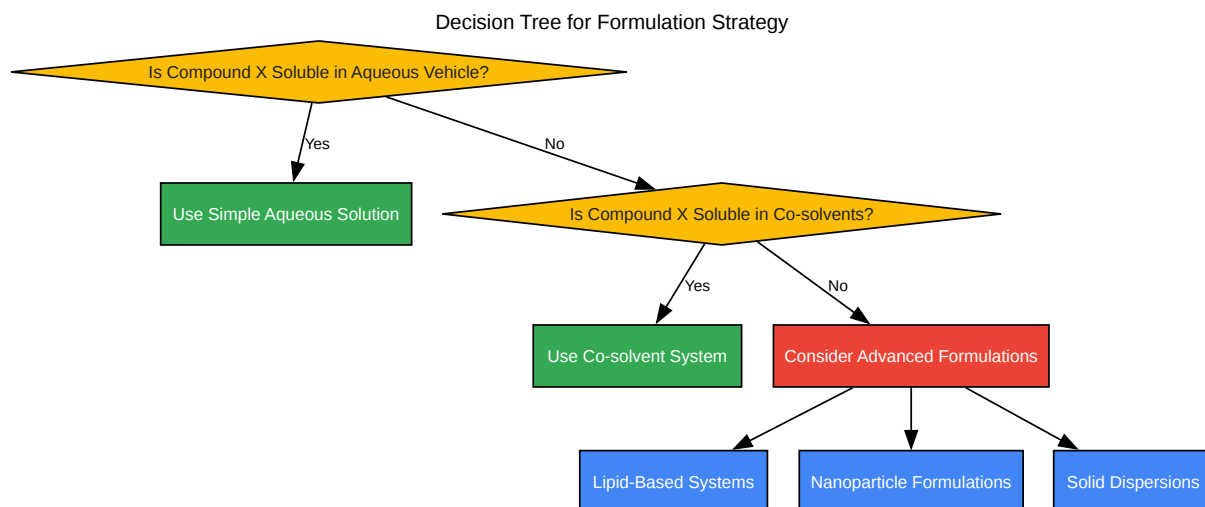 Decision Tree for Formulation Strategy
Is Compound X Soluble in Aqueous Vehicle?
Yes
No
Use Simple Aqueous Solution
Is Compound X Soluble in Co-solvents?
Yes
No
Use Co-solvent System
Consider Advanced Formulations
Lipid-Based Systems
Nanoparticle Formulations
Solid Dispersions